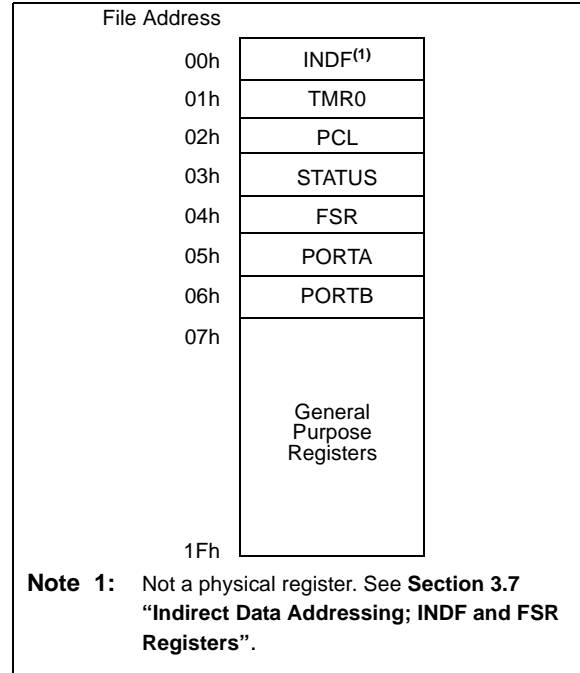 File Address
00h INDF(1)
01h TMR0
02h PCL
03h STATUS
04h FSR
05h PORTA
06h PORTB
07h
General
Purpose
Registers
1Fh
Note 1: Not a physical register. See Section 3.7
“Indirect Data Addressing; INDF and FSR
Registers”.